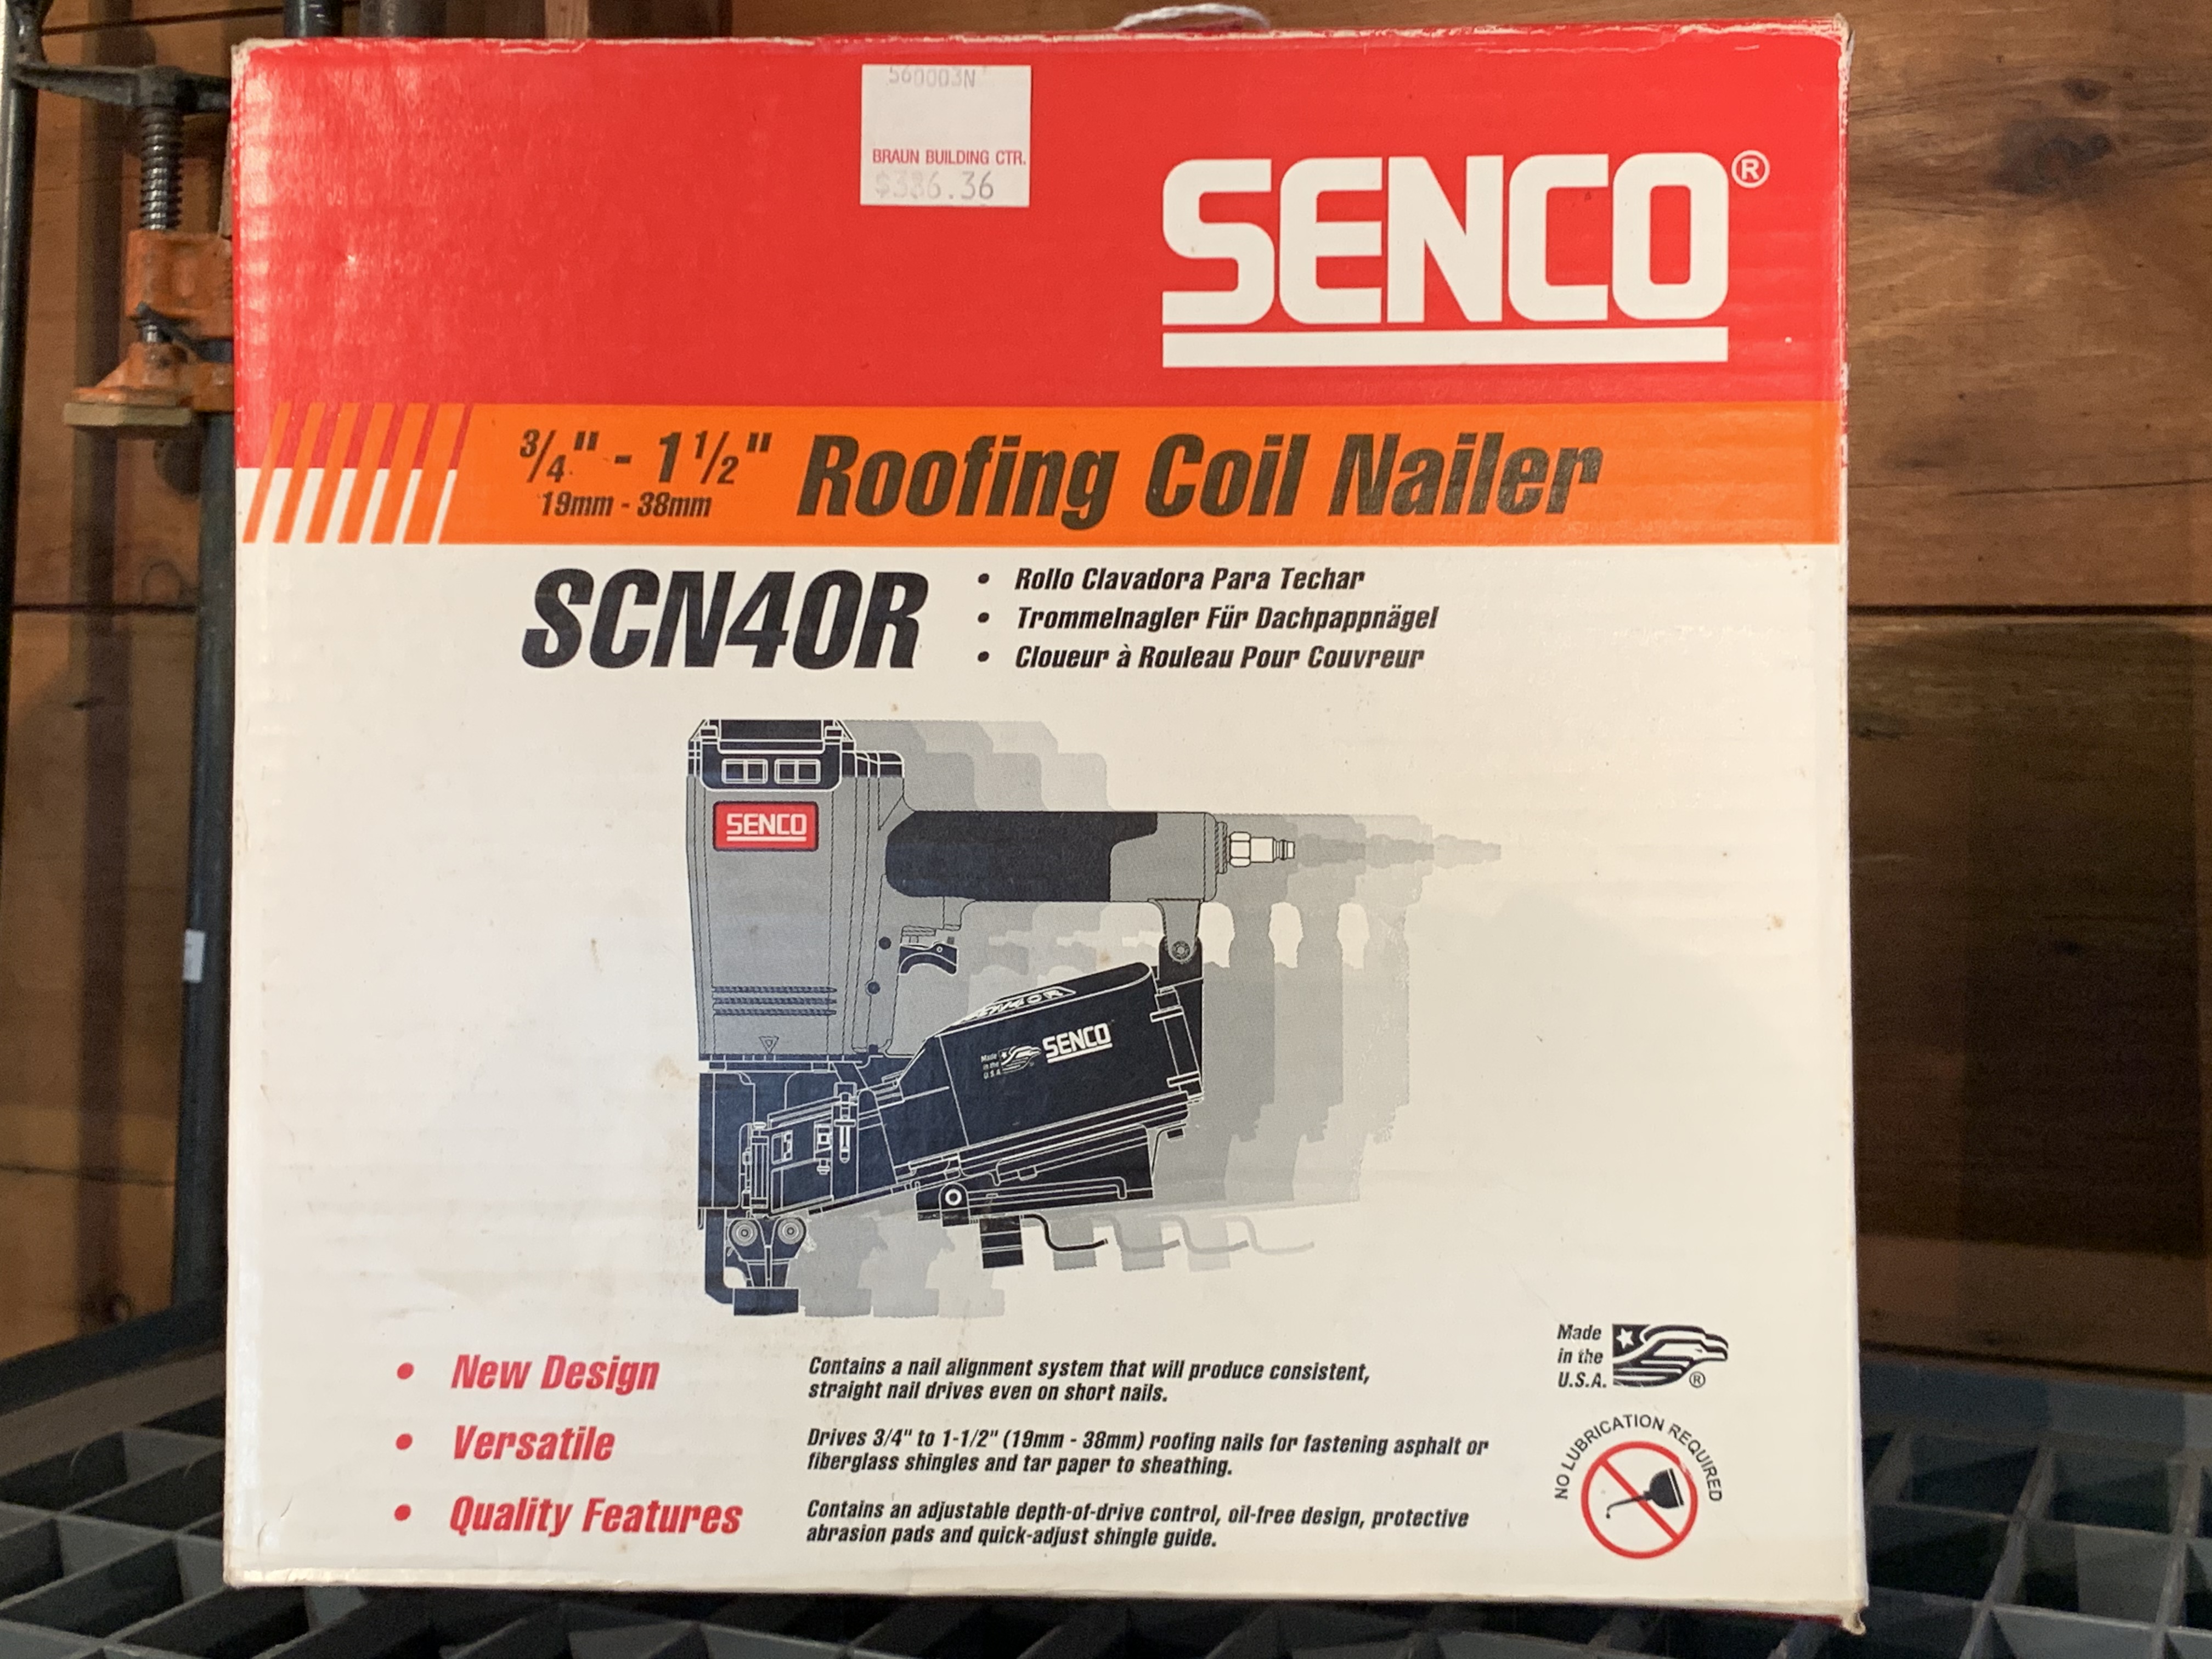 560003N
BRAUN BUILDING CTR.
$336.36
SENCO®
3/4" - 1 1/2" Roofing Coil Nailer
19mm - 38mm
SCN40R
• Rollo Clavadora Para Techar
• Trommelnagler Für Dachpappnägel
• Cloueur à Rouleau Pour Couvreur
SENCO
SCN40R
Made
in the
U.S.A.
SENCO
• New Design
Contains a nail alignment system that will produce consistent,
straight nail drives even on short nails.
• Versatile
Drives 3/4" to 1-1/2" (19mm - 38mm) roofing nails for fastening asphalt or
fiberglass shingles and tar paper to sheathing.
• Quality Features
Contains an adjustable depth-of-drive control, oil-free design, protective
abrasion pads and quick-adjust shingle guide.
Made
in the
U.S.A. ®
NO LUBRICATION REQUIRED